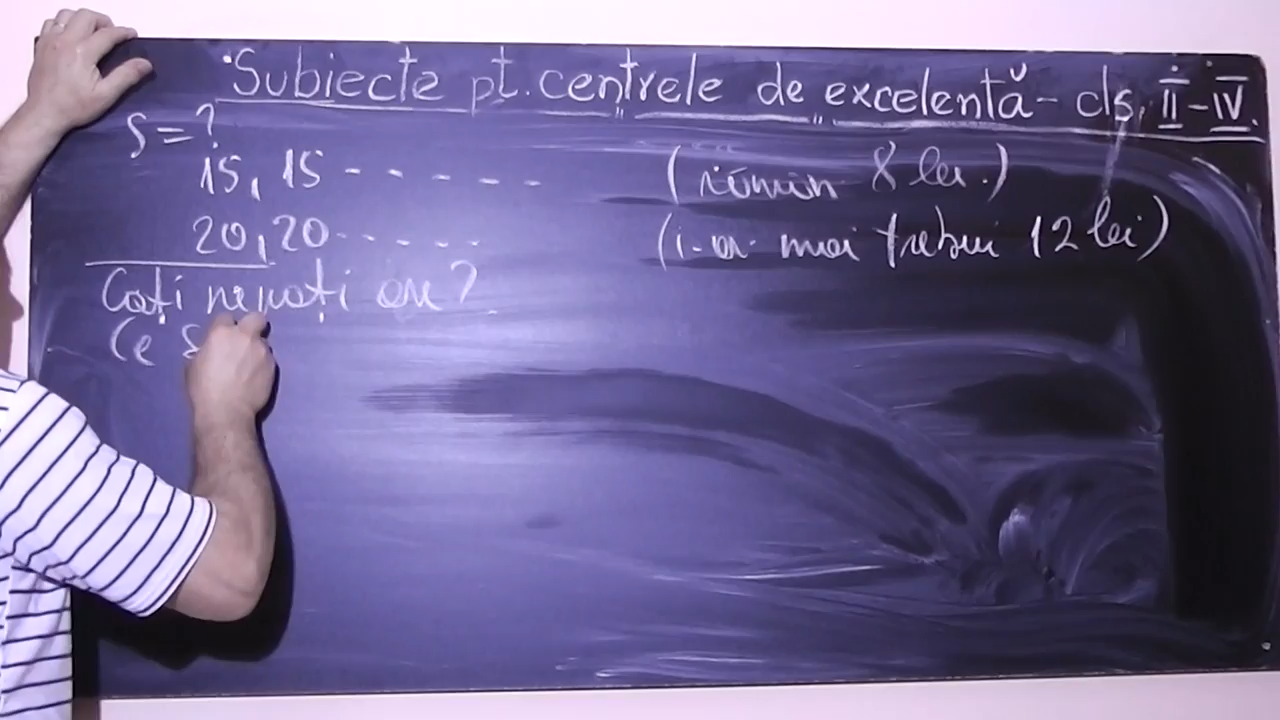 Subiecte pt. centrele de excelență - cls. II - IV.
S = ?
15, 15 - - - - - - (rămân 8 lei.)
20, 20 - - - - - (i-ar mai trebui 12 lei)
Câți nepoți are ?
Ce S